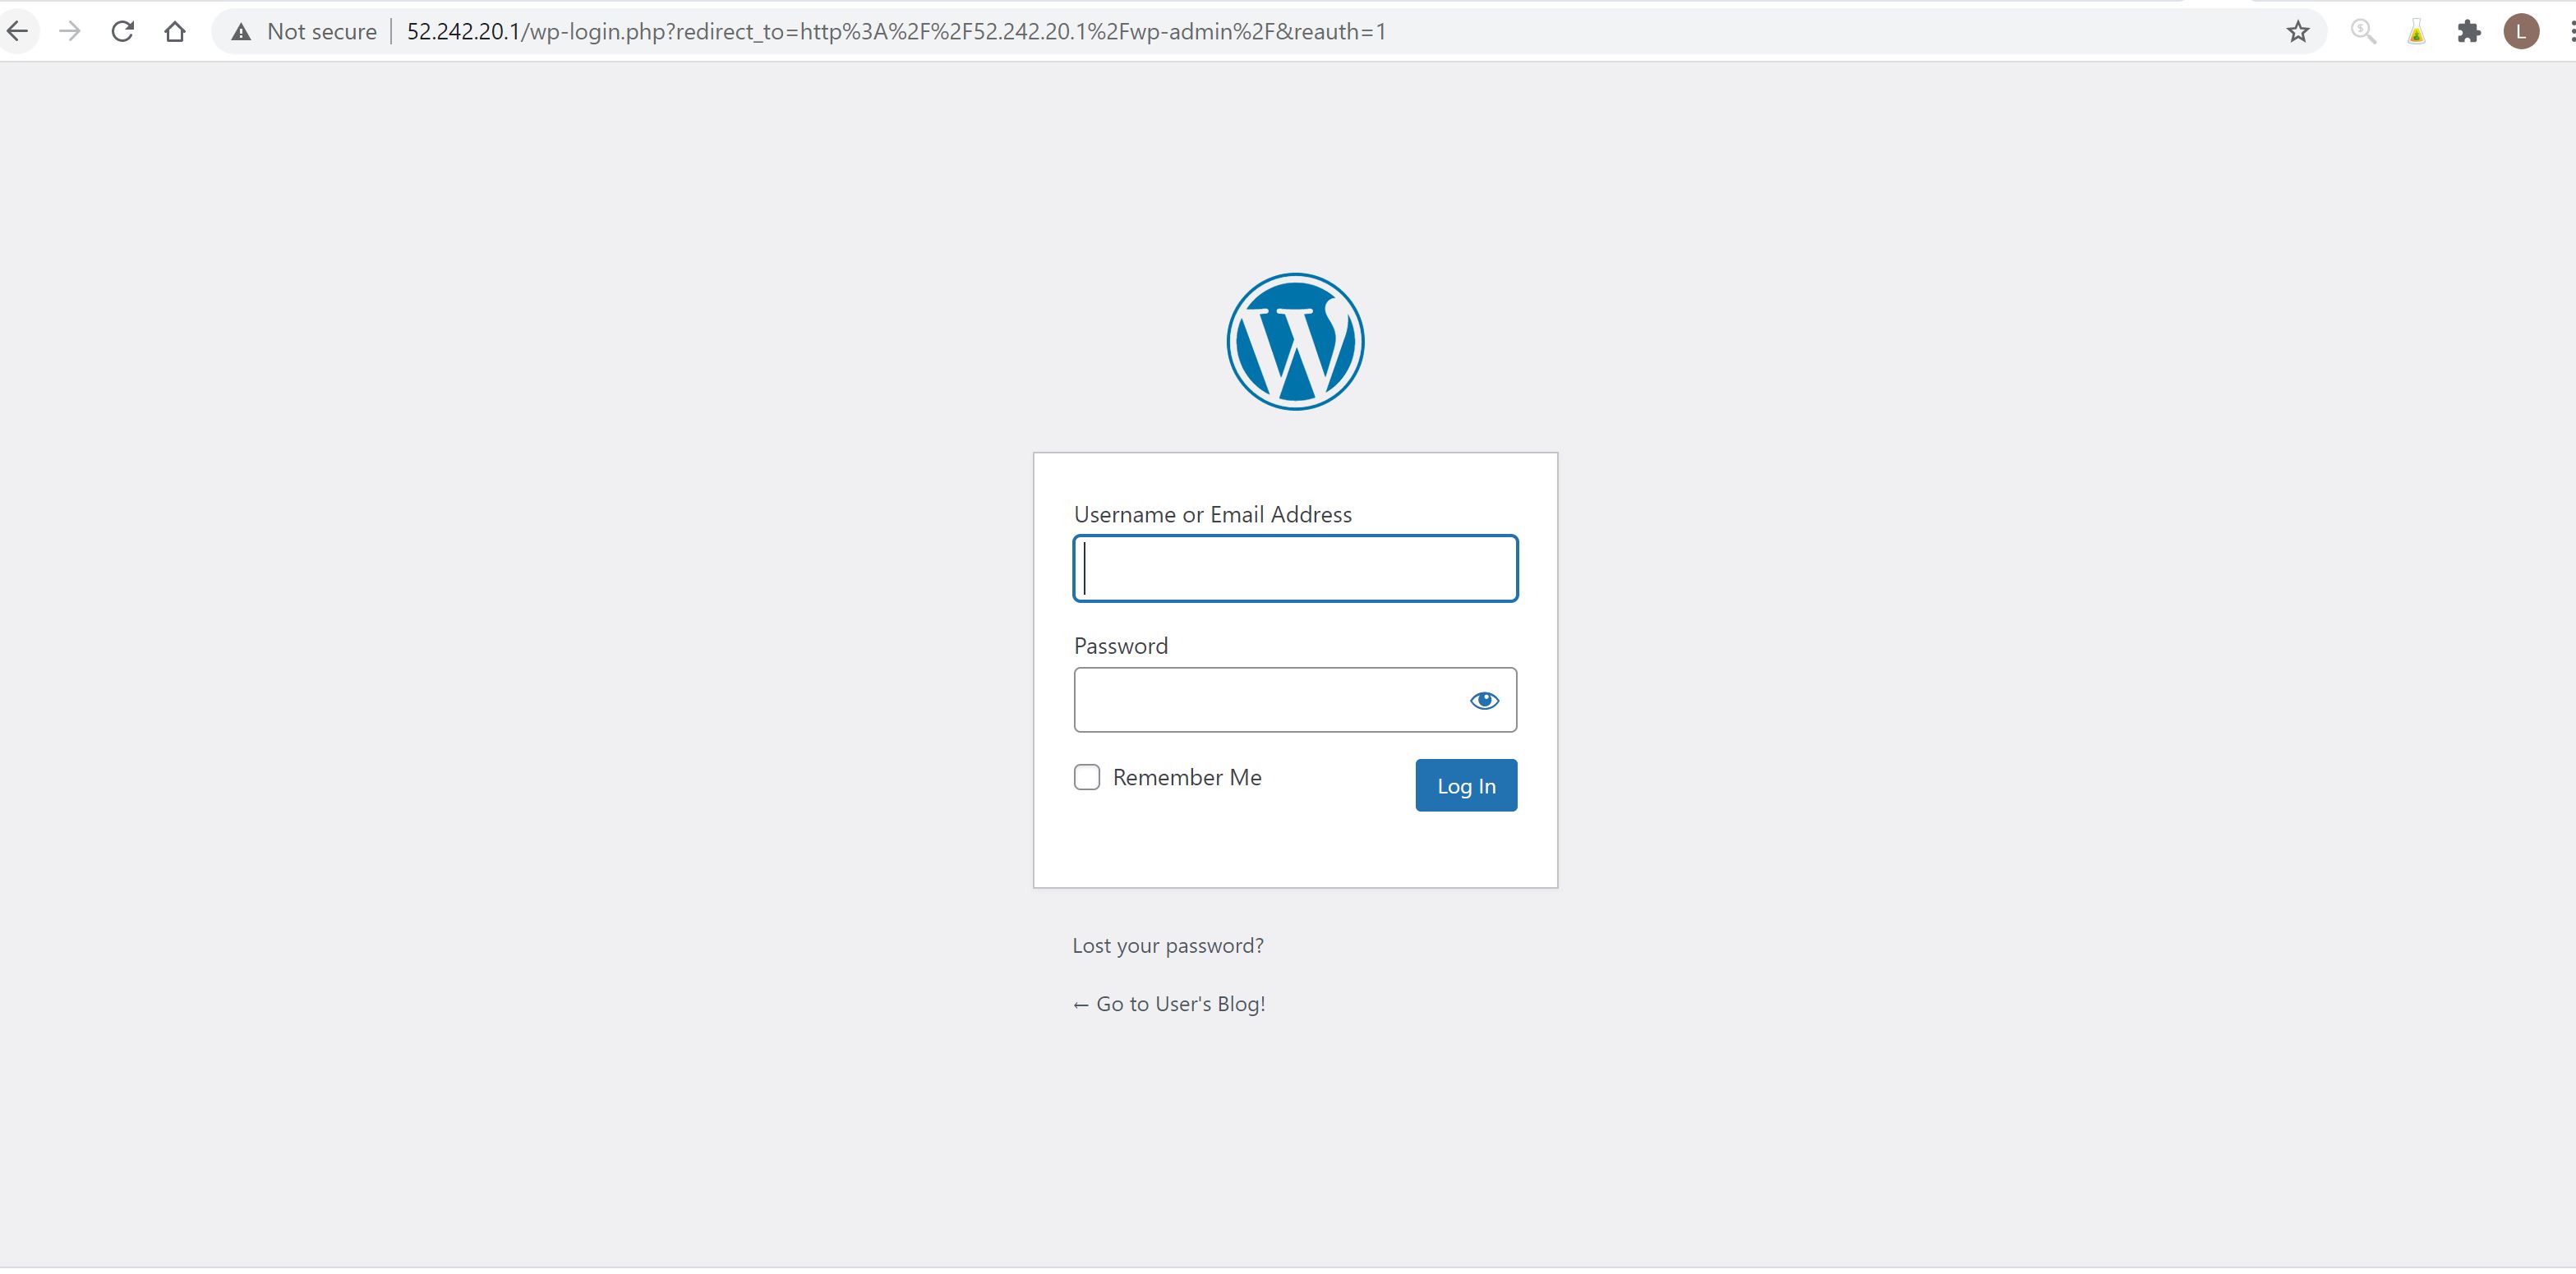 Not secure | 52.242.20.1/wp-login.php?redirect_to=http%3A%2F%2F52.242.20.1%2Fwp-admin%2F&reauth=1
L
Username or Email Address
Password
Remember Me
Log In
Lost your password?
← Go to User's Blog!